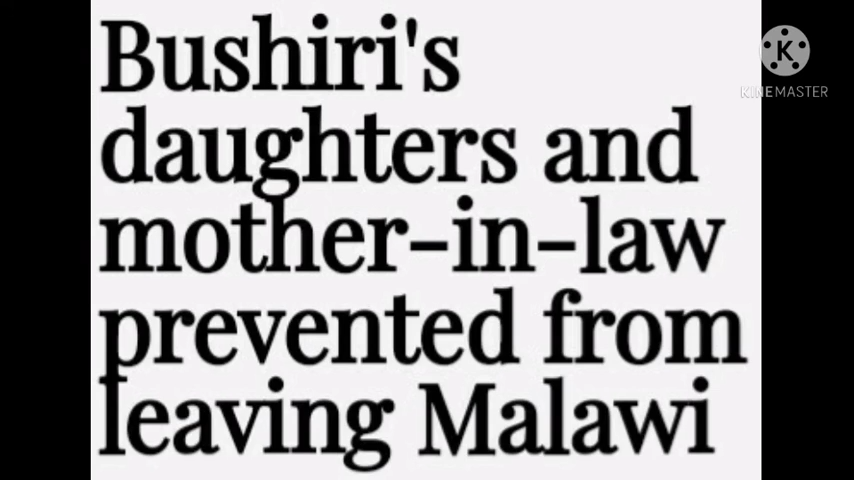 Bushiri's
daughters and
mother-in-law
prevented from
leaving Malawi
K
KINEMASTER